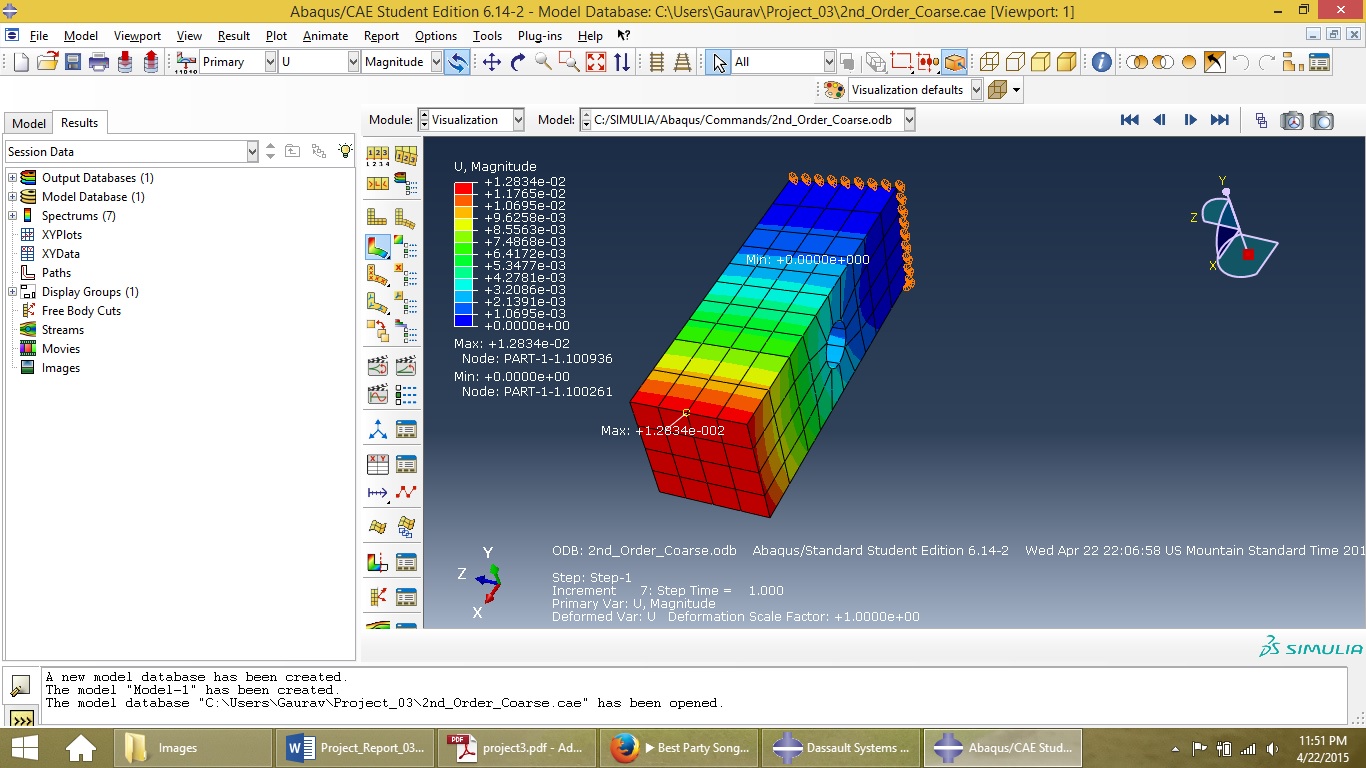 Abaqus/CAE Student Edition 6.14-2 - Model Database: C:\Users\Gaurav\Project_03\2nd_Order_Coarse.cae [Viewport: 1]
File Model Viewport View Result Plot Animate Report Options Tools Plug-ins Help
Primary U Magnitude All
Visualization defaults
Model Results
Module: Visualization Model: C:/SIMULIA/Abaqus/Commands/2nd_Order_Coarse.odb
Session Data
Output Databases (1)
Model Database (1)
Spectrums (7)
XYPlots
XYData
Paths
Display Groups (1)
Free Body Cuts
Streams
Movies
Images
U, Magnitude
+1.2834e-02
+1.1765e-02
+1.0695e-02
+9.6258e-03
+8.5563e-03
+7.4868e-03
+6.4172e-03
+5.3477e-03
+4.2781e-03
+3.2086e-03
+2.1391e-03
+1.0695e-03
+0.0000e+00
Max: +1.2834e-02
Node: PART-1-1.100936
Min: +0.0000e+00
Node: PART-1-1.100261
Min: +0.0000e+000
Max: +1.2834e-002
Y
Z
X
Y
Z
X
ODB: 2nd_Order_Coarse.odb Abaqus/Standard Student Edition 6.14-2 Wed Apr 22 22:06:58 US Mountain Standard Time 201
Step: Step-1
Increment 7: Step Time = 1.000
Primary Var: U, Magnitude
Deformed Var: U Deformation Scale Factor: +1.0000e+00
SIMULIA
A new model database has been created.
The model "Model-1" has been created.
The model database "C:\Users\Gaurav\Project_03\2nd_Order_Coarse.cae" has been opened.
Images Project_Report_03... project3.pdf - Ad... Best Party Song... Dassault Systems ... Abaqus/CAE Stud...
11:51 PM
4/22/2015